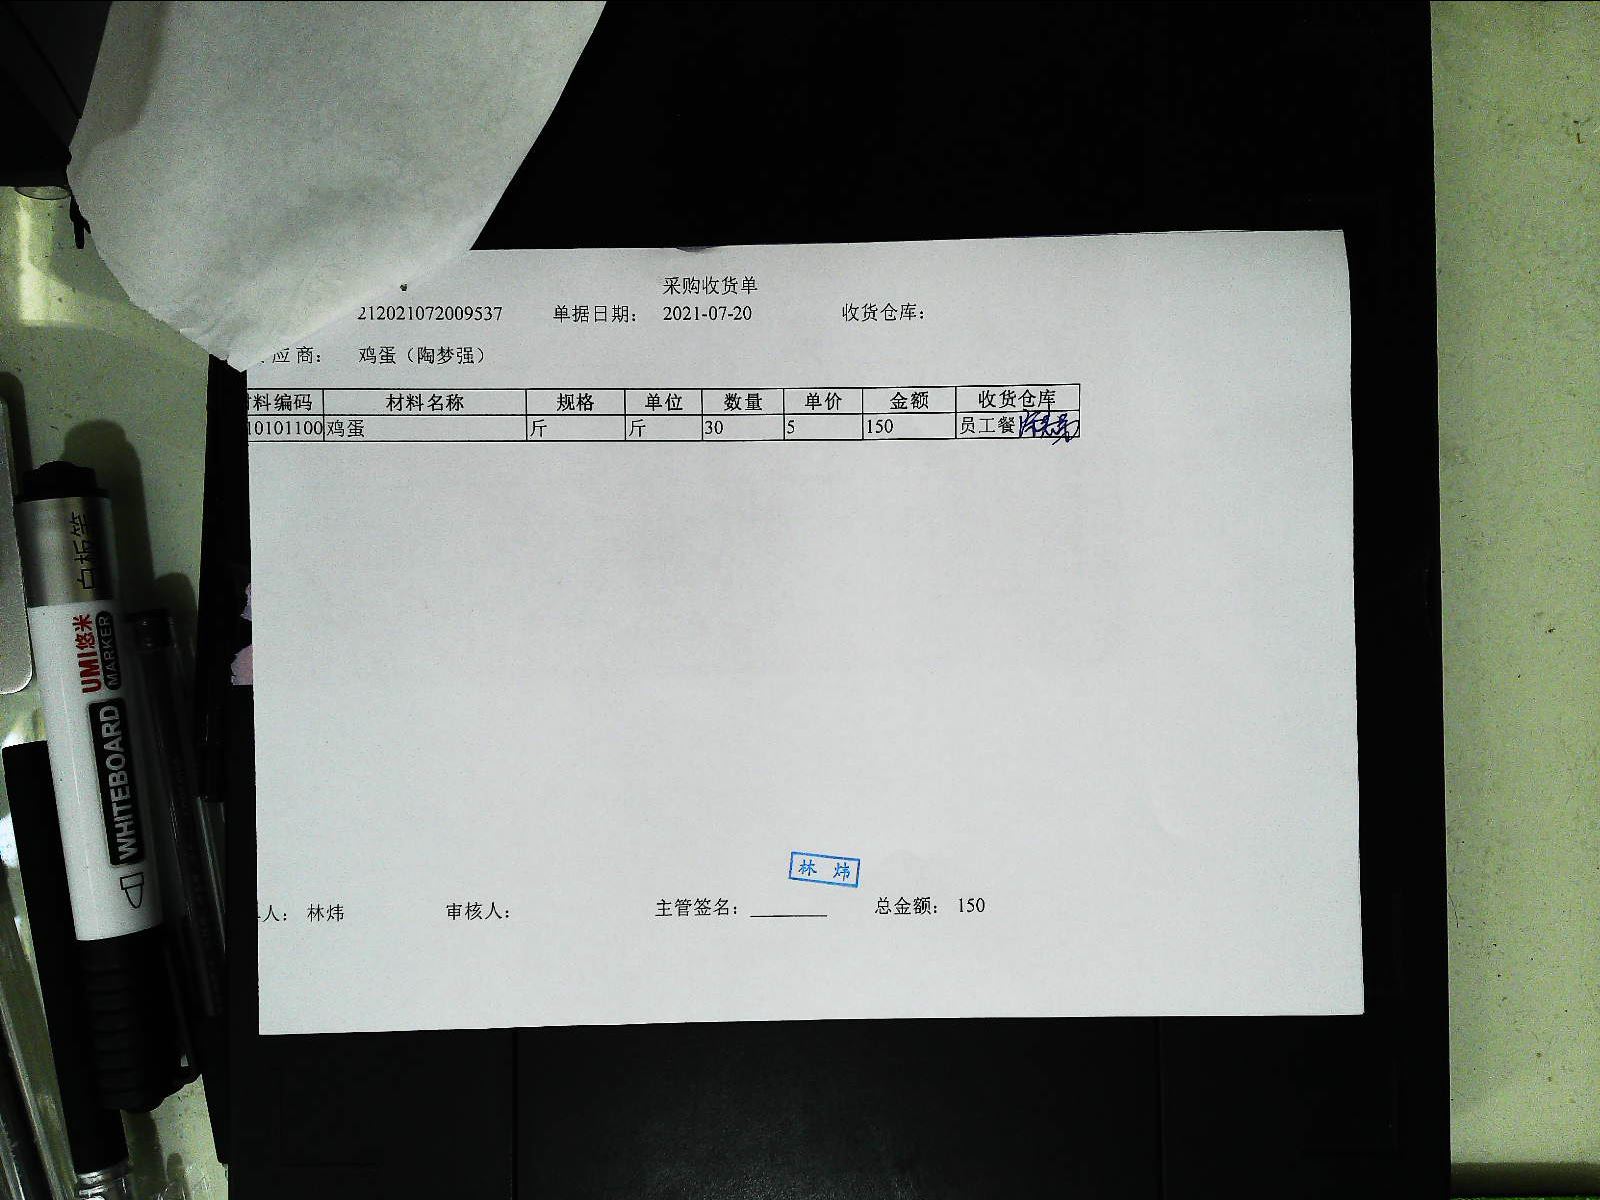 采购收货单
212021072009537 单据日期： 2021-07-20 收货仓库：
应商： 鸡蛋（陶梦强）
料编码 材料名称 规格 单位 数量 单价 金额 收货仓库
10101100 鸡蛋 斤 斤 30 5 150 员工餐
林炜
人： 林炜 审核人： 主管签名：________ 总金额： 150
白板笔
UMI悠米
MARKER
WHITEBOARD